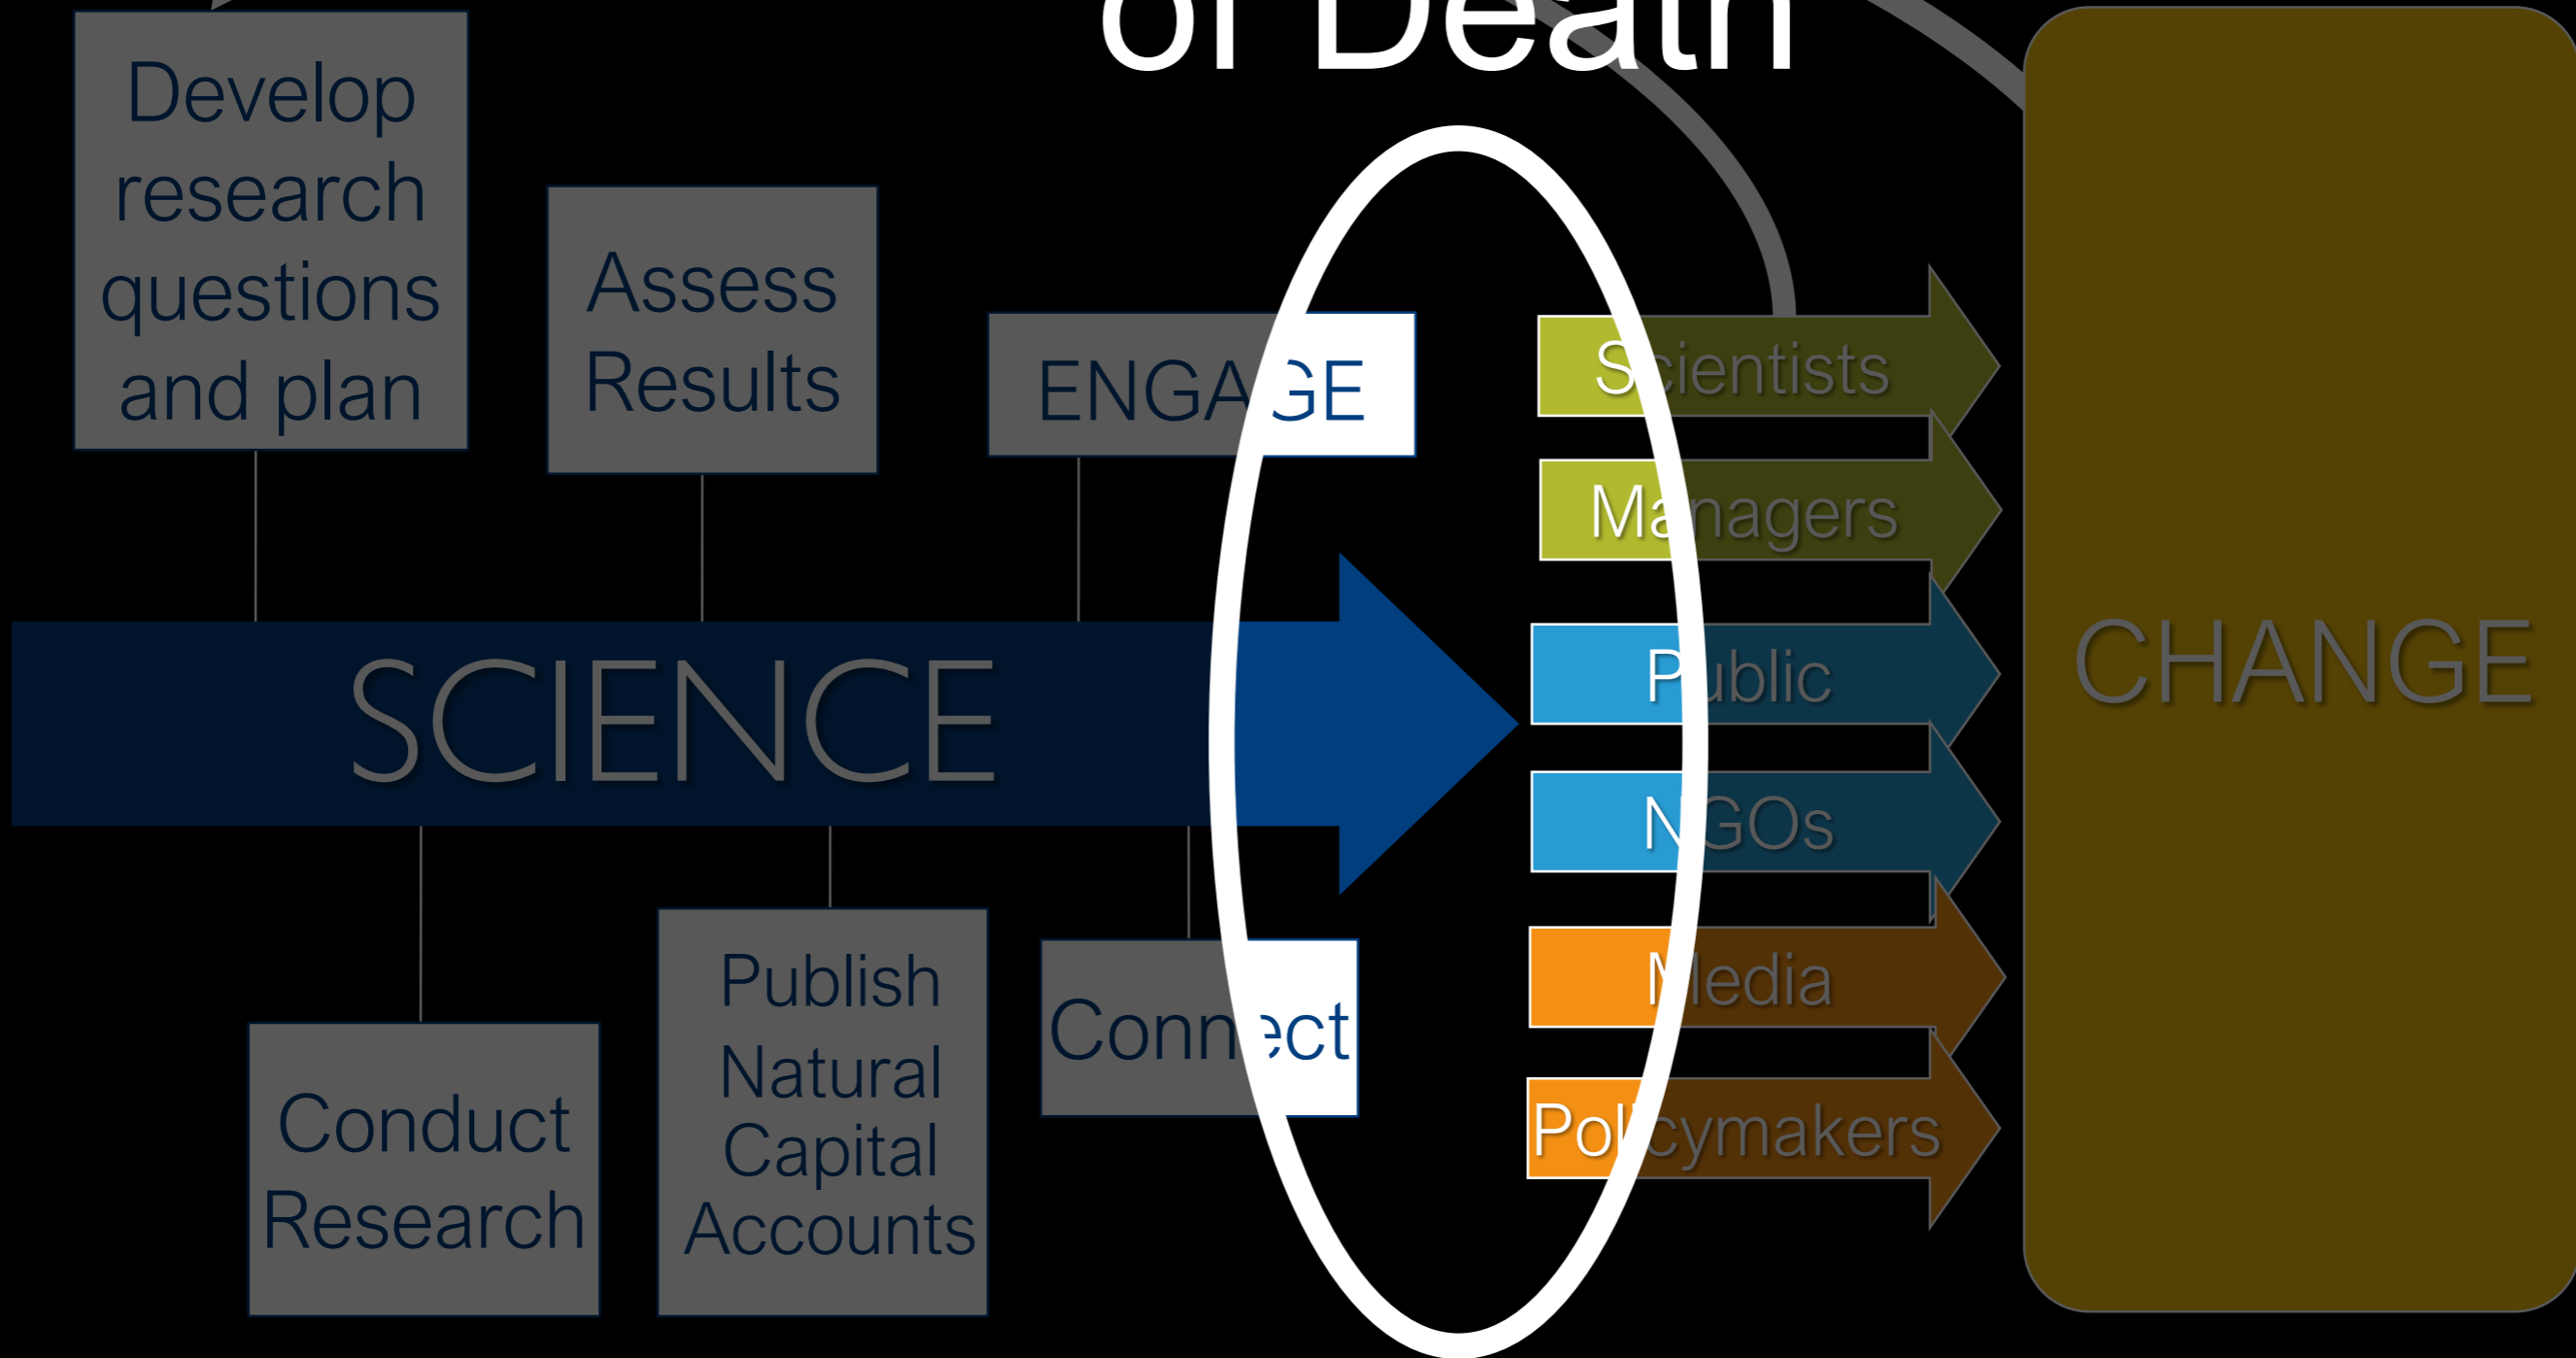 of Death
Develop
research
questions
and plan
Assess
Results
ENGAGE
SCIENCE
Conduct
Research
Publish
Natural
Capital
Accounts
Connect
Scientists
Managers
Public
NGOs
Media
Policymakers
CHANGE